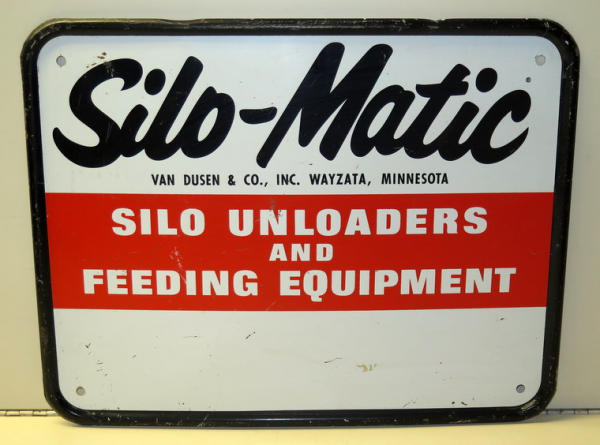 Silo-Matic
VAN DUSEN & CO., INC. WAYZATA, MINNESOTA
SILO UNLOADERS
AND
FEEDING EQUIPMENT